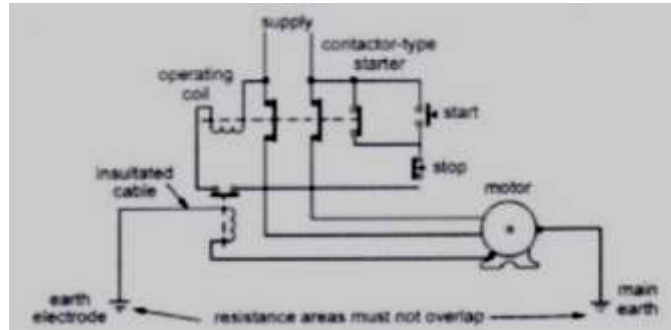 supply
contactor-type
starter
operating
coil
start
stop
insultated
cable
motor
earth
electrode
resistance areas must not overlap
main
earth